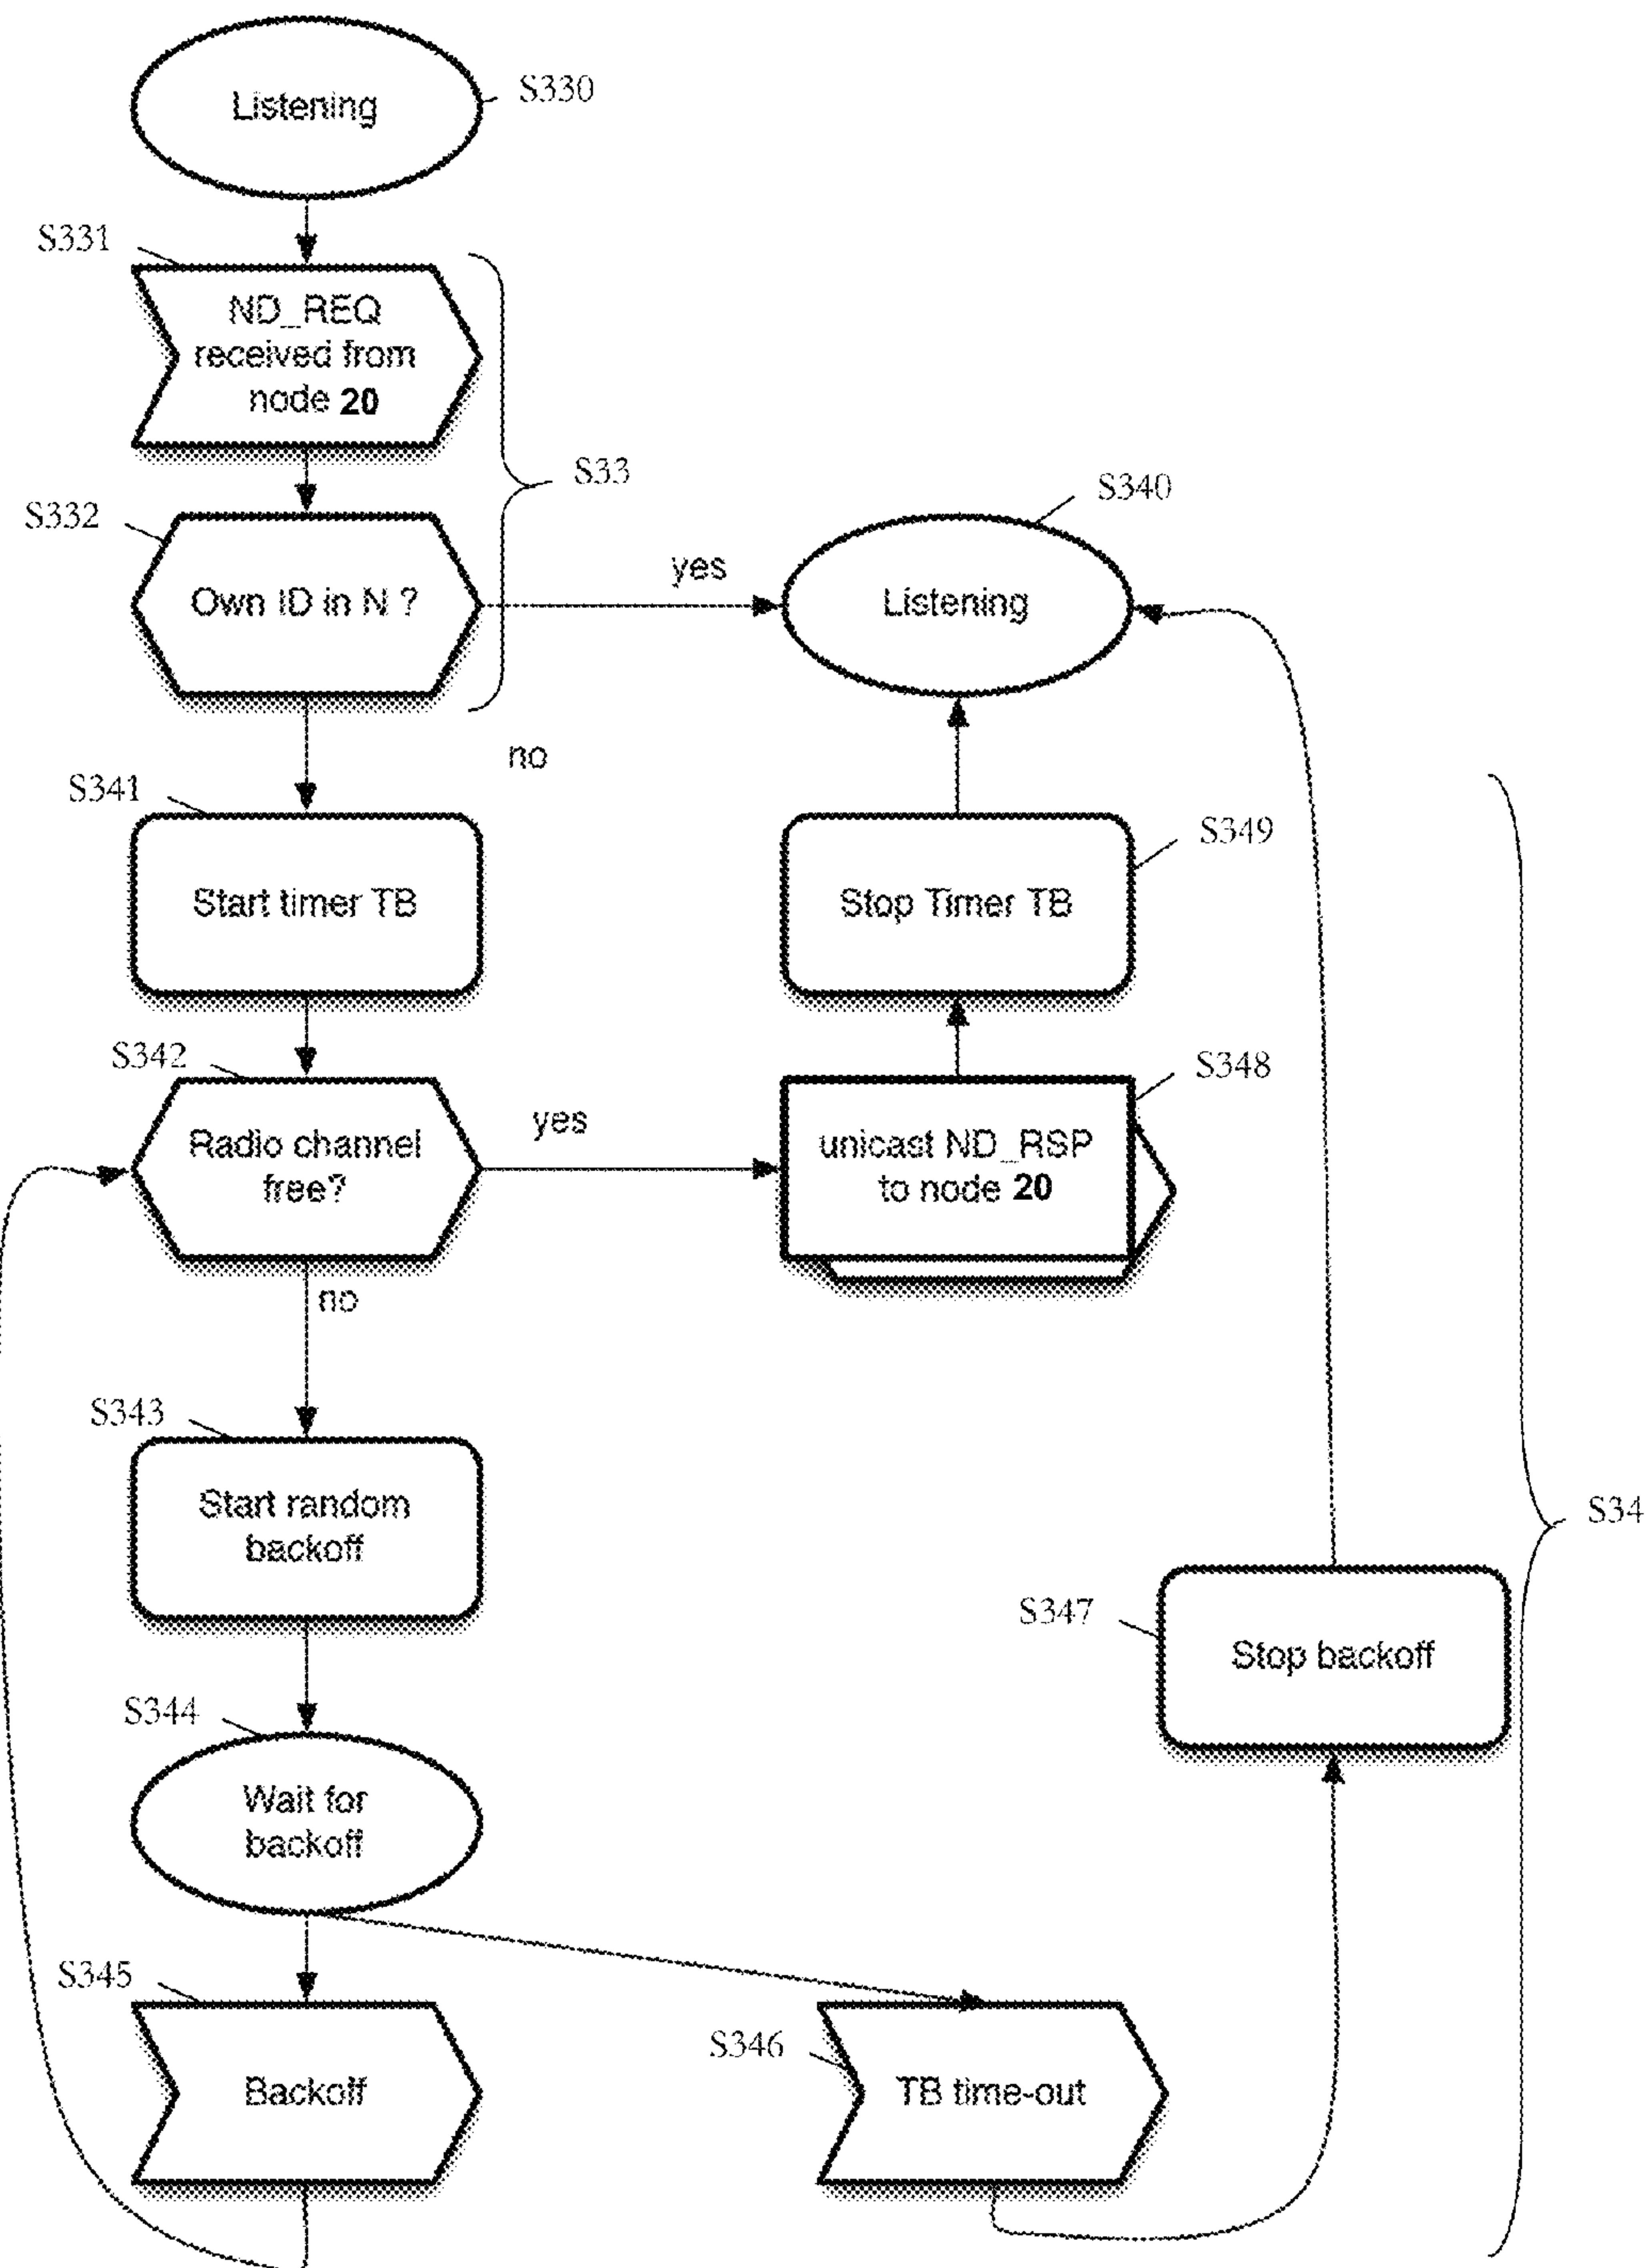 Listening
S330
S331
ND_REQ
received from
node 20
S33
S332
Own ID in N ?
yes
S340
Listening
no
S341
Start timer TB
S349
Stop Timer TB
S342
Radio channel
free?
yes
S348
unicast ND_RSP
to node 20
no
S343
Start random
backoff
S34
S347
Stop backoff
S344
Wait for
backoff
S345
Backoff
S346
TB time-out